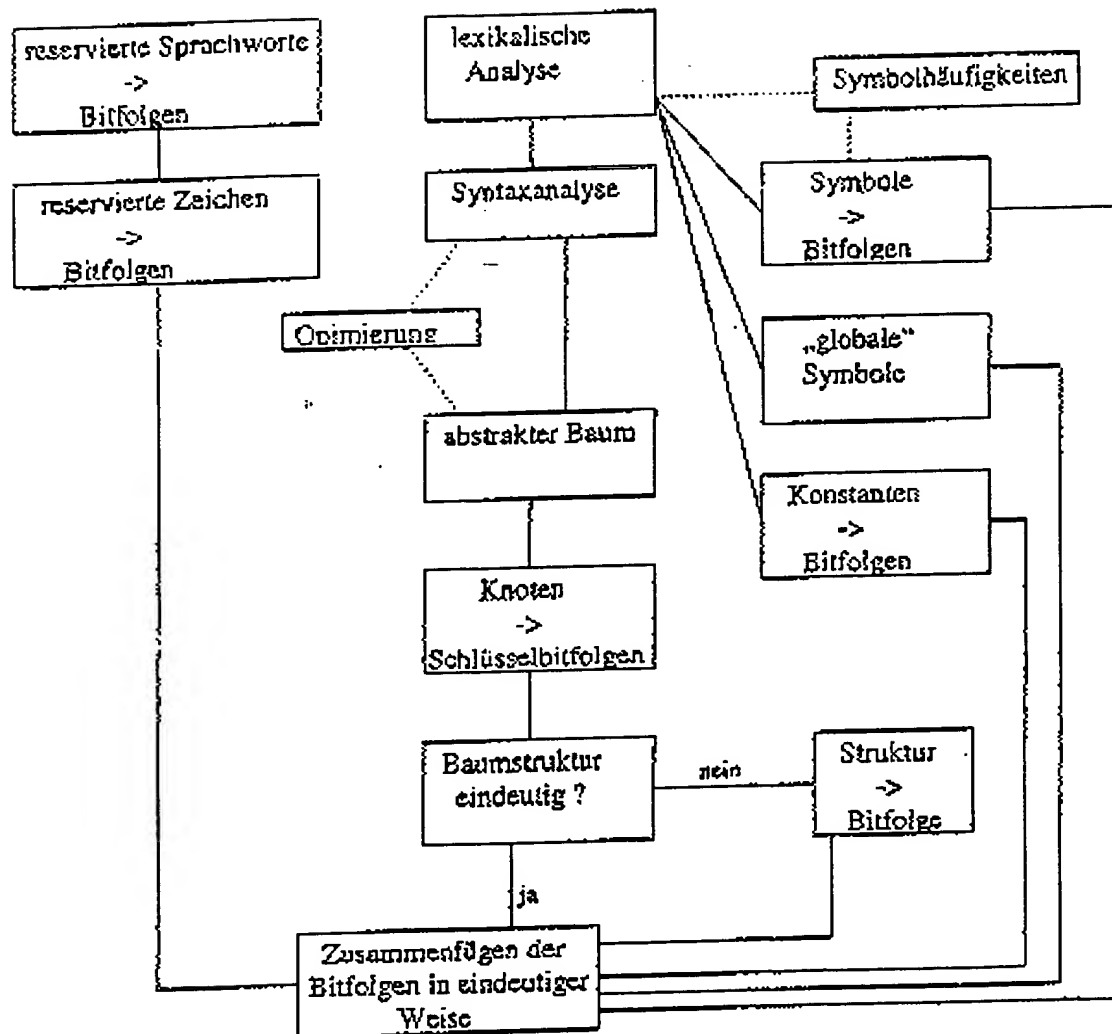 reservierte Sprachworte
->
Bitfolgen
reservierte Zeichen
->
Bitfolgen
lexikalische
Analyse
Symbolhäufigkeiten
Syntaxanalyse
Symbole
->
Bitfolgen
Opimierung
„globale“
Symbole
abstrakter Baum
Konstanten
->
Bitfolgen
Knoten
->
Schlüsselbitfolgen
Baumstruktur
eindeutig ?
nein
Struktur
->
Bitfolge
ja
Zusammenfügen der
Bitfolgen in eindeutiger
Weise